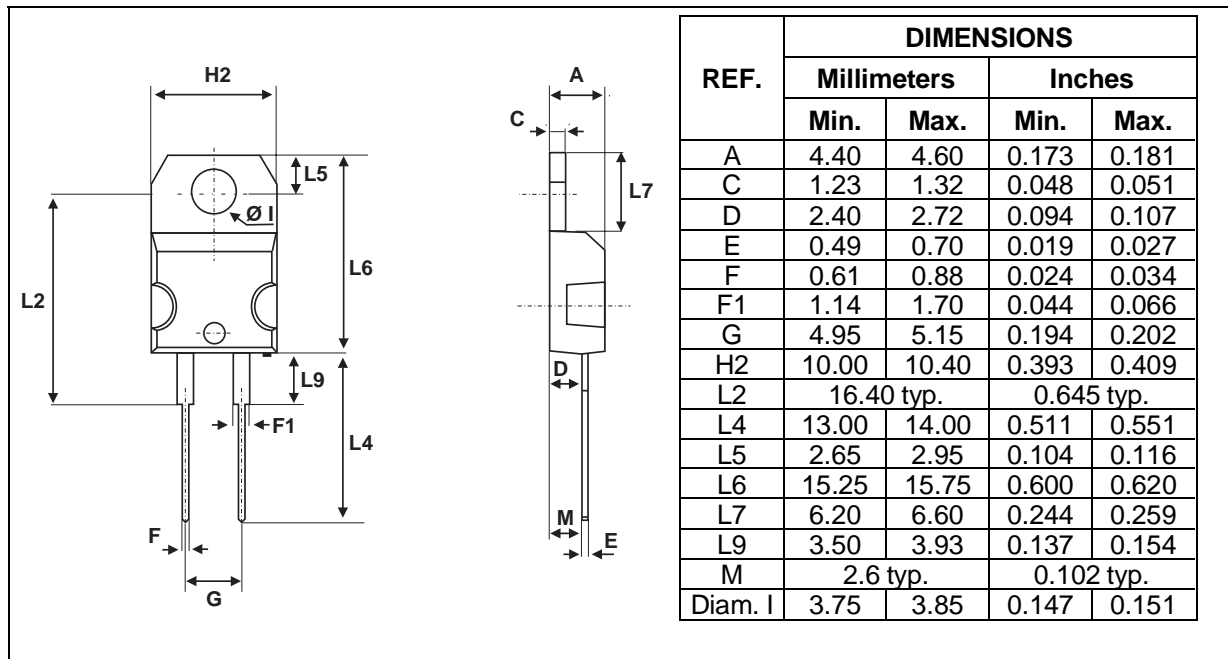 H2
L5
Ø I
L6
L2
L9
F1
L4
F
G
A
C
L7
D
M
E
DIMENSIONS
REF. Millimeters Inches
Min. Max. Min. Max.
A 4.40 4.60 0.173 0.181
C 1.23 1.32 0.048 0.051
D 2.40 2.72 0.094 0.107
E 0.49 0.70 0.019 0.027
F 0.61 0.88 0.024 0.034
F1 1.14 1.70 0.044 0.066
G 4.95 5.15 0.194 0.202
H2 10.00 10.40 0.393 0.409
L2 16.40 typ. 0.645 typ.
L4 13.00 14.00 0.511 0.551
L5 2.65 2.95 0.104 0.116
L6 15.25 15.75 0.600 0.620
L7 6.20 6.60 0.244 0.259
L9 3.50 3.93 0.137 0.154
M 2.6 typ. 0.102 typ.
Diam. I 3.75 3.85 0.147 0.151